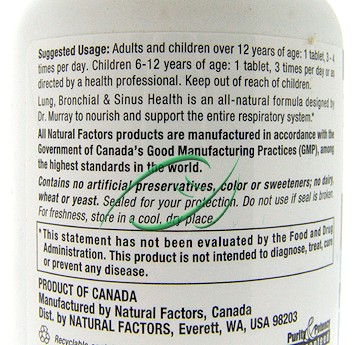 Suggested Usage: Adults and children over 12 years of age: 1 tablet, 3-4
times per day. Children 6-12 years of age: 1 tablet, 3 times per day or as
directed by a health professional. Keep out of reach of children.
Lung, Bronchial & Sinus Health is an all-natural formula designed by
Dr. Murray to nourish and support the entire respiratory system.*
All Natural Factors products are manufactured in accordance with the
Government of Canada's Good Manufacturing Practices (GMP), among
the highest standards in the world.
Contains no artificial preservatives, color or sweeteners; no dairy,
wheat or yeast. Sealed for your protection. Do not use if seal is broken.
For freshness, store in a cool, dry place.
*This statement has not been evaluated by the Food and Drug
Administration. This product is not intended to diagnose, treat, cure
or prevent any disease.
PRODUCT OF CANADA
Manufactured by Natural Factors, Canada
Dist. by NATURAL FACTORS, Everett, WA, USA 98203
Recyclable
Purity & Potency